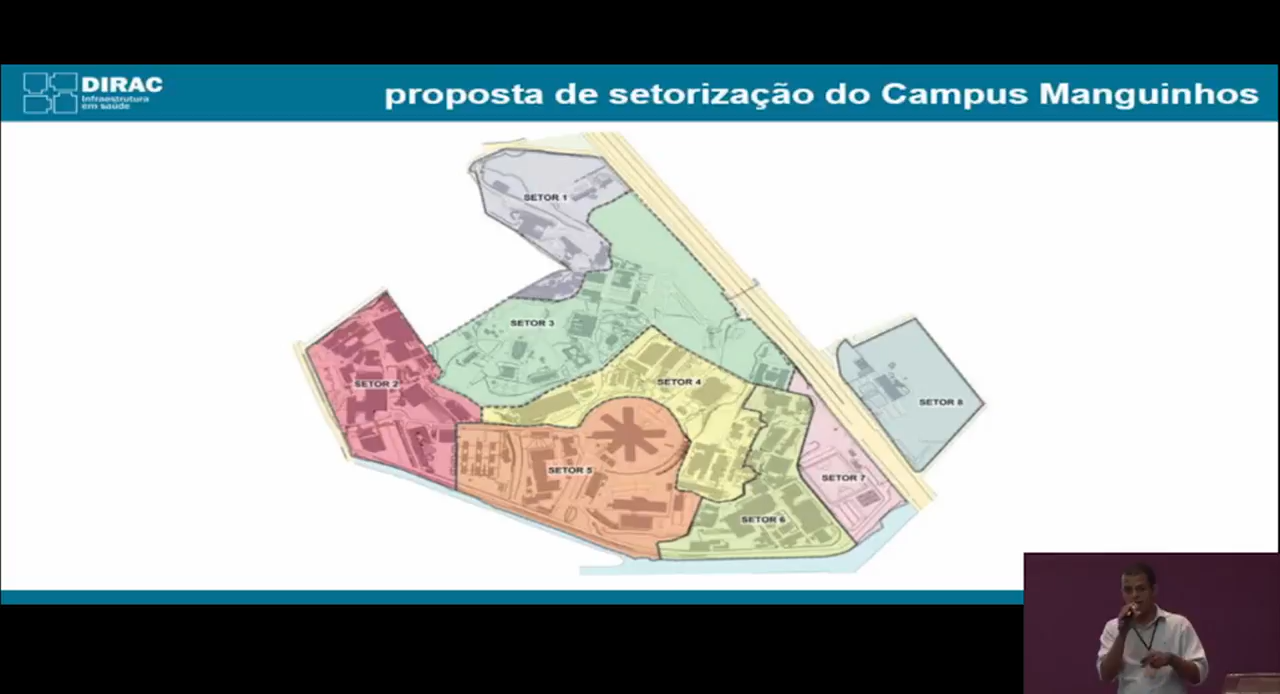 DIRAC
Infraestrutura
em saúde
proposta de setorização do Campus Manguinhos
SETOR 1
SETOR 3
SETOR 2
SETOR 4
SETOR 8
SETOR 5
SETOR 7
SETOR 6